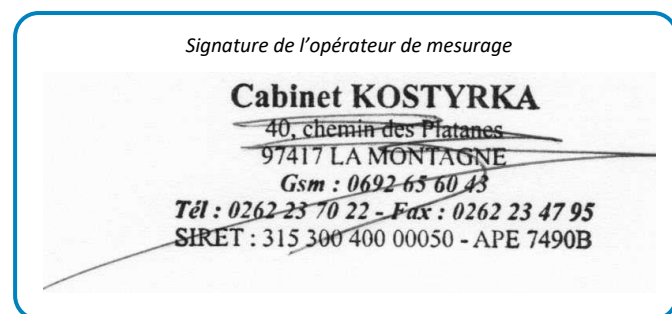 Signature de l’opérateur de mesurage
Cabinet KOSTYRKA
40, chemin des Platanes
97417 LA MONTAGNE
Gsm : 0692 65 60 43
Tél : 0262 23 70 22 - Fax : 0262 23 47 95
SIRET : 315 300 400 00050 - APE 7490B